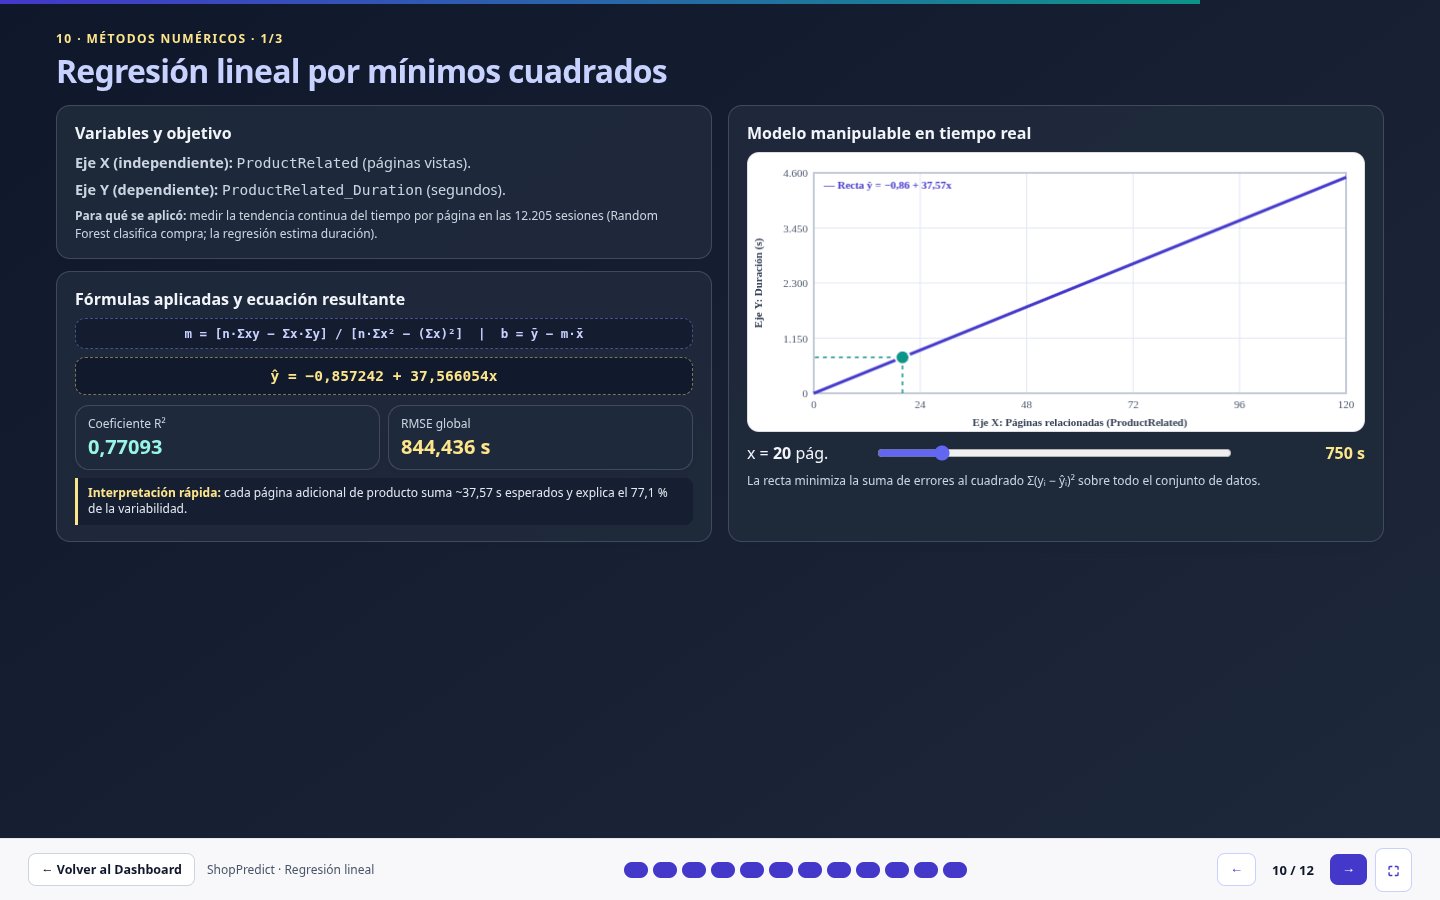 10 · MÉTODOS NUMÉRICOS · 1/3
Regresión lineal por mínimos cuadrados
Variables y objetivo
Eje X (independiente): ProductRelated (páginas vistas).
Eje Y (dependiente): ProductRelated_Duration (segundos).
Para qué se aplicó: medir la tendencia continua del tiempo por página en las 12.205 sesiones (Random
Forest clasifica compra; la regresión estima duración).
Fórmulas aplicadas y ecuación resultante
m = [n·Σxy − Σx·Σy] / [n·Σx² − (Σx)²] | b = ȳ − m·x̄
ŷ = −0,857242 + 37,566054x
Coeficiente R²
0,77093
RMSE global
844,436 s
Interpretación rápida: cada página adicional de producto suma ~37,57 s esperados y explica el 77,1 %
de la variabilidad.
Modelo manipulable en tiempo real
— Recta ŷ = −0,86 + 37,57x
4.600
3.450
2.300
1.150
0
Eje Y: Duración (s)
0 24 48 72 96 120
Eje X: Páginas relacionadas (ProductRelated)
x = 20 pág.
750 s
La recta minimiza la suma de errores al cuadrado Σ(yᵢ − ŷᵢ)² sobre todo el conjunto de datos.
← Volver al Dashboard
ShopPredict · Regresión lineal
←
10 / 12
→